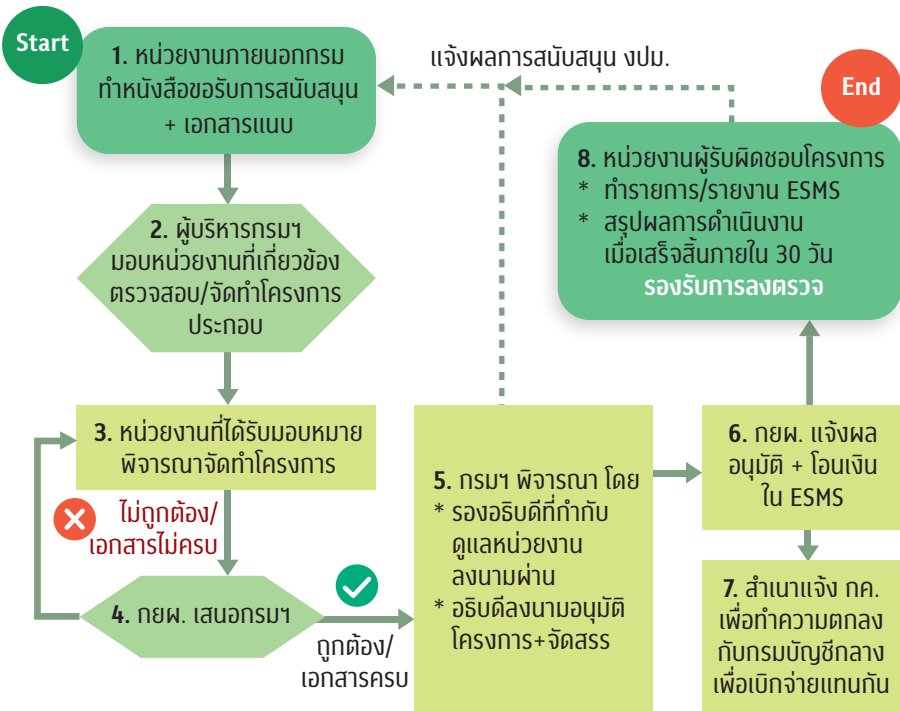 Start
1. หน่วยงานภายนอกกรม
ทำหนังสือขอรับการสนับสนุน
+ เอกสารแนบ
แจ้งผลการสนับสนุน งปม.
End
2. ผู้บริหารกรมฯ
มอบหน่วยงานที่เกี่ยวข้อง
ตรวจสอบ/จัดทำโครงการ
ประกอบ
8. หน่วยงานผู้รับผิดชอบโครงการ
* ทำรายการ/รายงาน ESMS
* สรุปผลการดำเนินงาน
เมื่อเสร็จสิ้นภายใน 30 วัน
รองรับการลงตรวจ
3. หน่วยงานที่ได้รับมอบหมาย
พิจารณาจัดทำโครงการ
ไม่ถูกต้อง/
เอกสารไม่ครบ
4. กยผ. เสนอกรมฯ
ถูกต้อง/
เอกสารครบ
5. กรมฯ พิจารณา โดย
* รองอธิบดีที่กำกับ
ดูแลหน่วยงาน
ลงนามผ่าน
* อธิบดีลงนามอนุมัติ
โครงการ+จัดสรร
6. กยผ. แจ้งผล
อนุมัติ + โอนเงิน
ใน ESMS
7. สำเนาแจ้ง กค.
เพื่อทำความตกลง
กับกรมบัญชีกลาง
เพื่อเบิกจ่ายแทนกัน